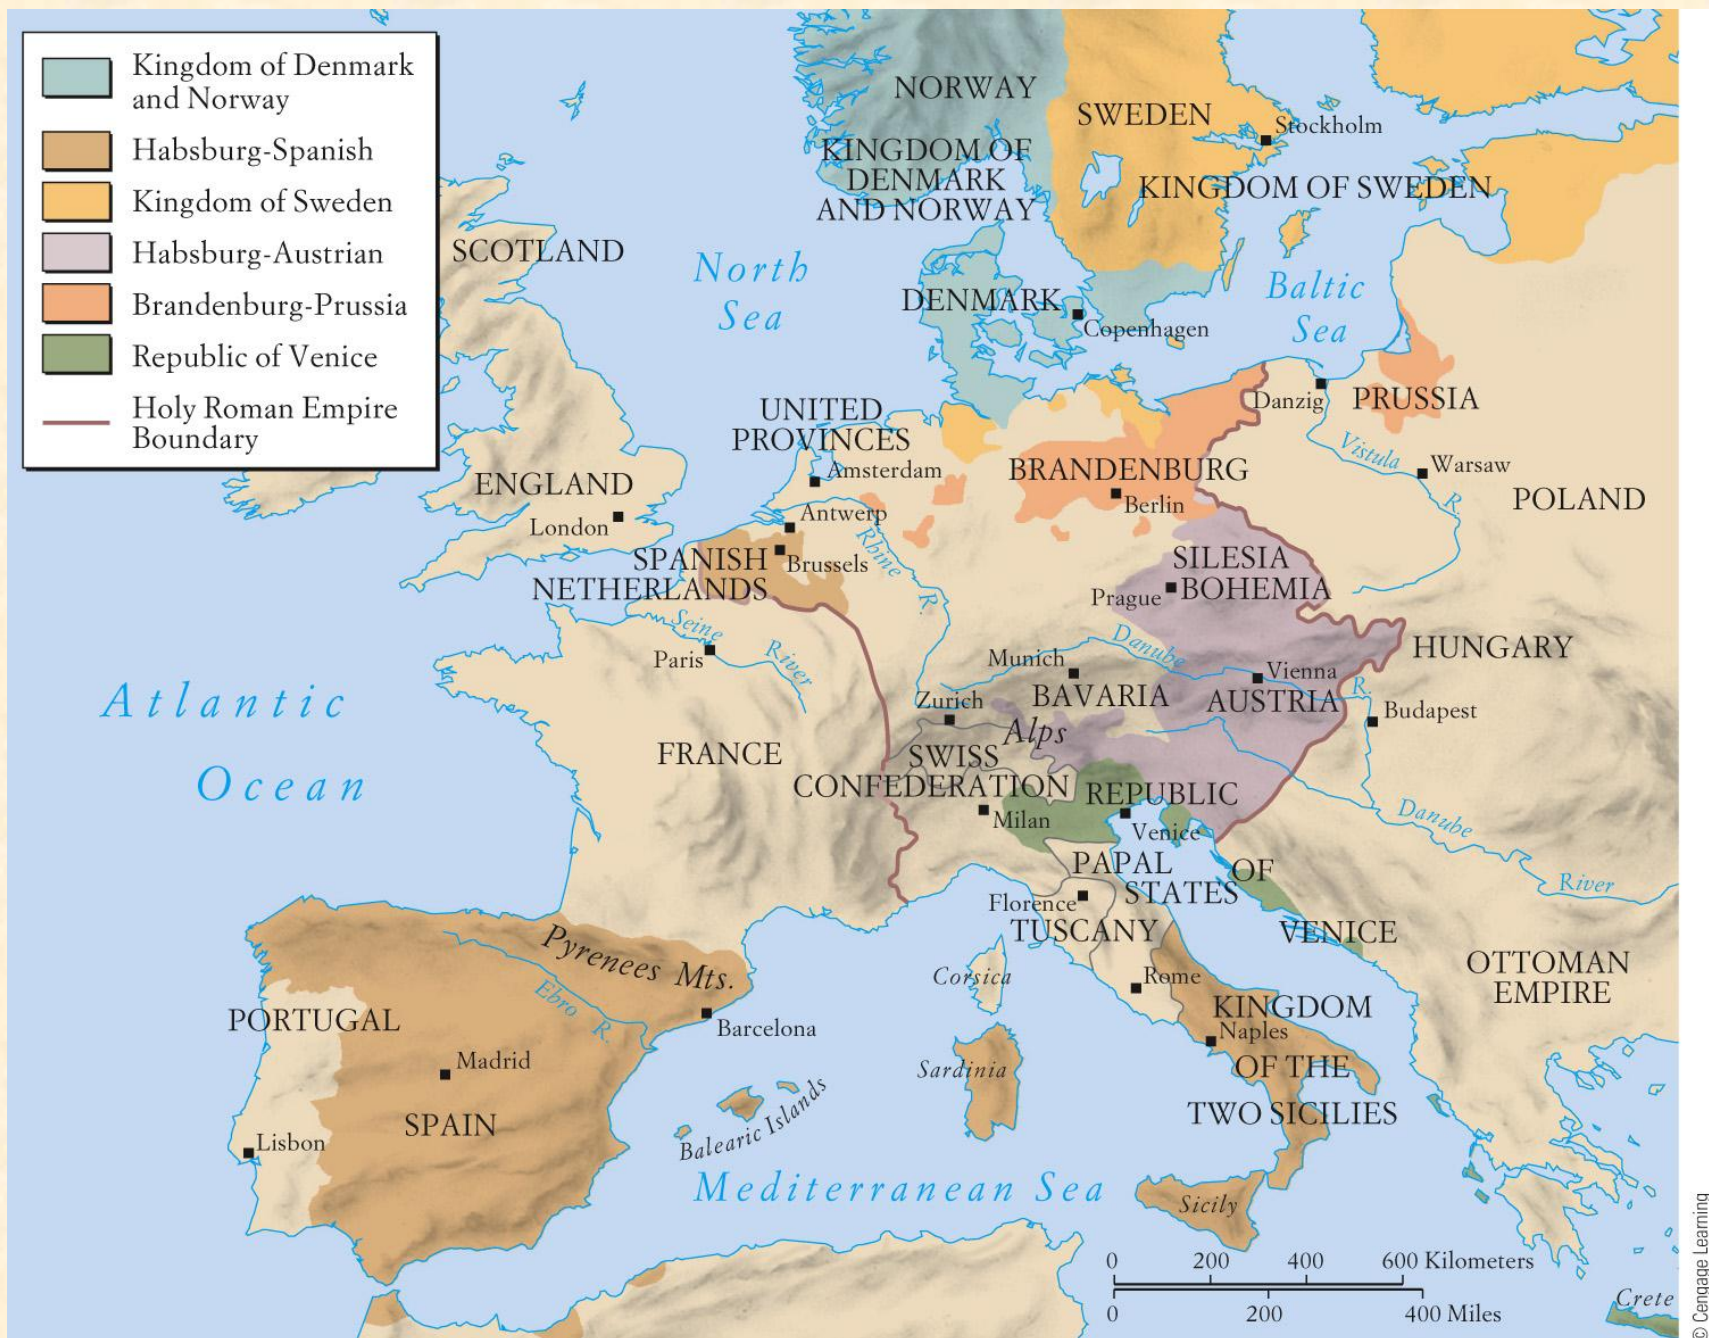 Kingdom of Denmark
and Norway
Habsburg-Spanish
Kingdom of Sweden
Habsburg-Austrian
Brandenburg-Prussia
Republic of Venice
Holy Roman Empire
Boundary
NORWAY
SWEDEN
Stockholm
KINGDOM OF
DENMARK
AND NORWAY
KINGDOM OF SWEDEN
SCOTLAND
North
Sea
DENMARK
Copenhagen
Baltic
Sea
UNITED
PROVINCES
Amsterdam
Danzig
PRUSSIA
Vistula
R.
Warsaw
POLAND
ENGLAND
London
BRANDENBURG
Berlin
Antwerp
Rhine
R.
SPANISH
NETHERLANDS
Brussels
SILESIA
BOHEMIA
Prague
Seine
River
Paris
Danube
R.
HUNGARY
Munich
Vienna
BAVARIA
AUSTRIA
Budapest
Atlantic
Ocean
Zurich
Alps
FRANCE
SWISS
CONFEDERATION
REPUBLIC
Milan
Venice
Danube
River
PAPAL
STATES
OF
VENICE
Florence
TUSCANY
Pyrenees Mts.
Ebro R.
Corsica
Rome
OTTOMAN
EMPIRE
PORTUGAL
Barcelona
KINGDOM
Naples
OF THE
TWO SICILIES
Madrid
Sardinia
SPAIN
Balearic Islands
Lisbon
Mediterranean Sea
Sicily
0 200 400 600 Kilometers
0 200 400 Miles
Crete
© Cengage Learning